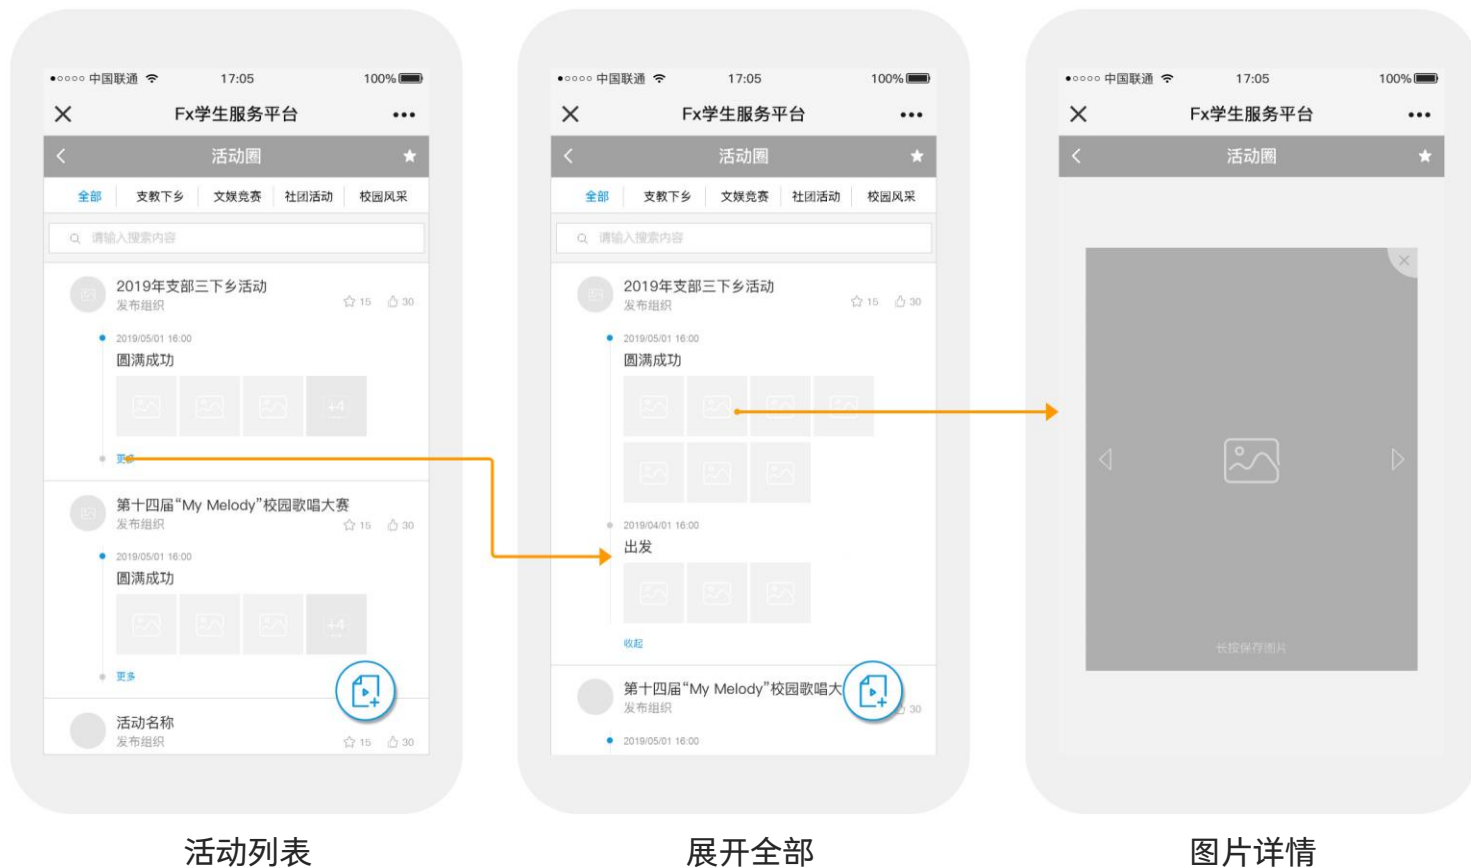 中国联通 17:05 100%
Fx学生服务平台
活动圈
全部 支教下乡 文娱竞赛 社团活动 校园风采
请输入搜索内容
2019年支部三下乡活动
发布组织 15 30
2019/05/01 16:00
圆满成功
+4
更多
第十四届“My Melody”校园歌唱大赛
发布组织 15 30
2019/05/01 16:00
圆满成功
+4
更多
活动名称
发布组织 15 30
活动列表
中国联通 17:05 100%
Fx学生服务平台
活动圈
全部 支教下乡 文娱竞赛 社团活动 校园风采
请输入搜索内容
2019年支部三下乡活动
发布组织 15 30
2019/05/01 16:00
圆满成功
2019/04/01 16:00
出发
收起
第十四届“My Melody”校园歌唱大
发布组织 30
2019/05/01 16:00
展开全部
中国联通 17:05 100%
Fx学生服务平台
活动圈
长按保存图片
图片详情